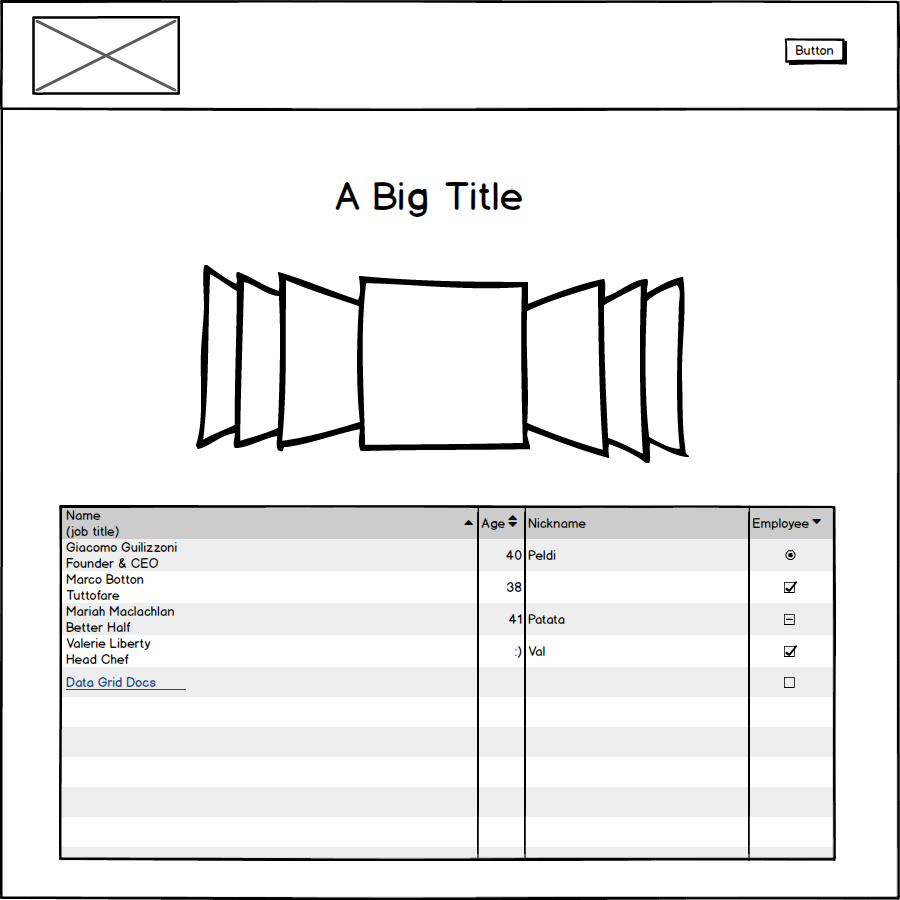 Button
A Big Title
Name
(job title)
Age
Nickname
Employee
Giacomo Guilizzoni
Founder & CEO
40
Peldi
Marco Botton
Tuttofare
38
Mariah Maclachlan
Better Half
41
Patata
Valerie Liberty
Head Chef
:)
Val
Data Grid Docs